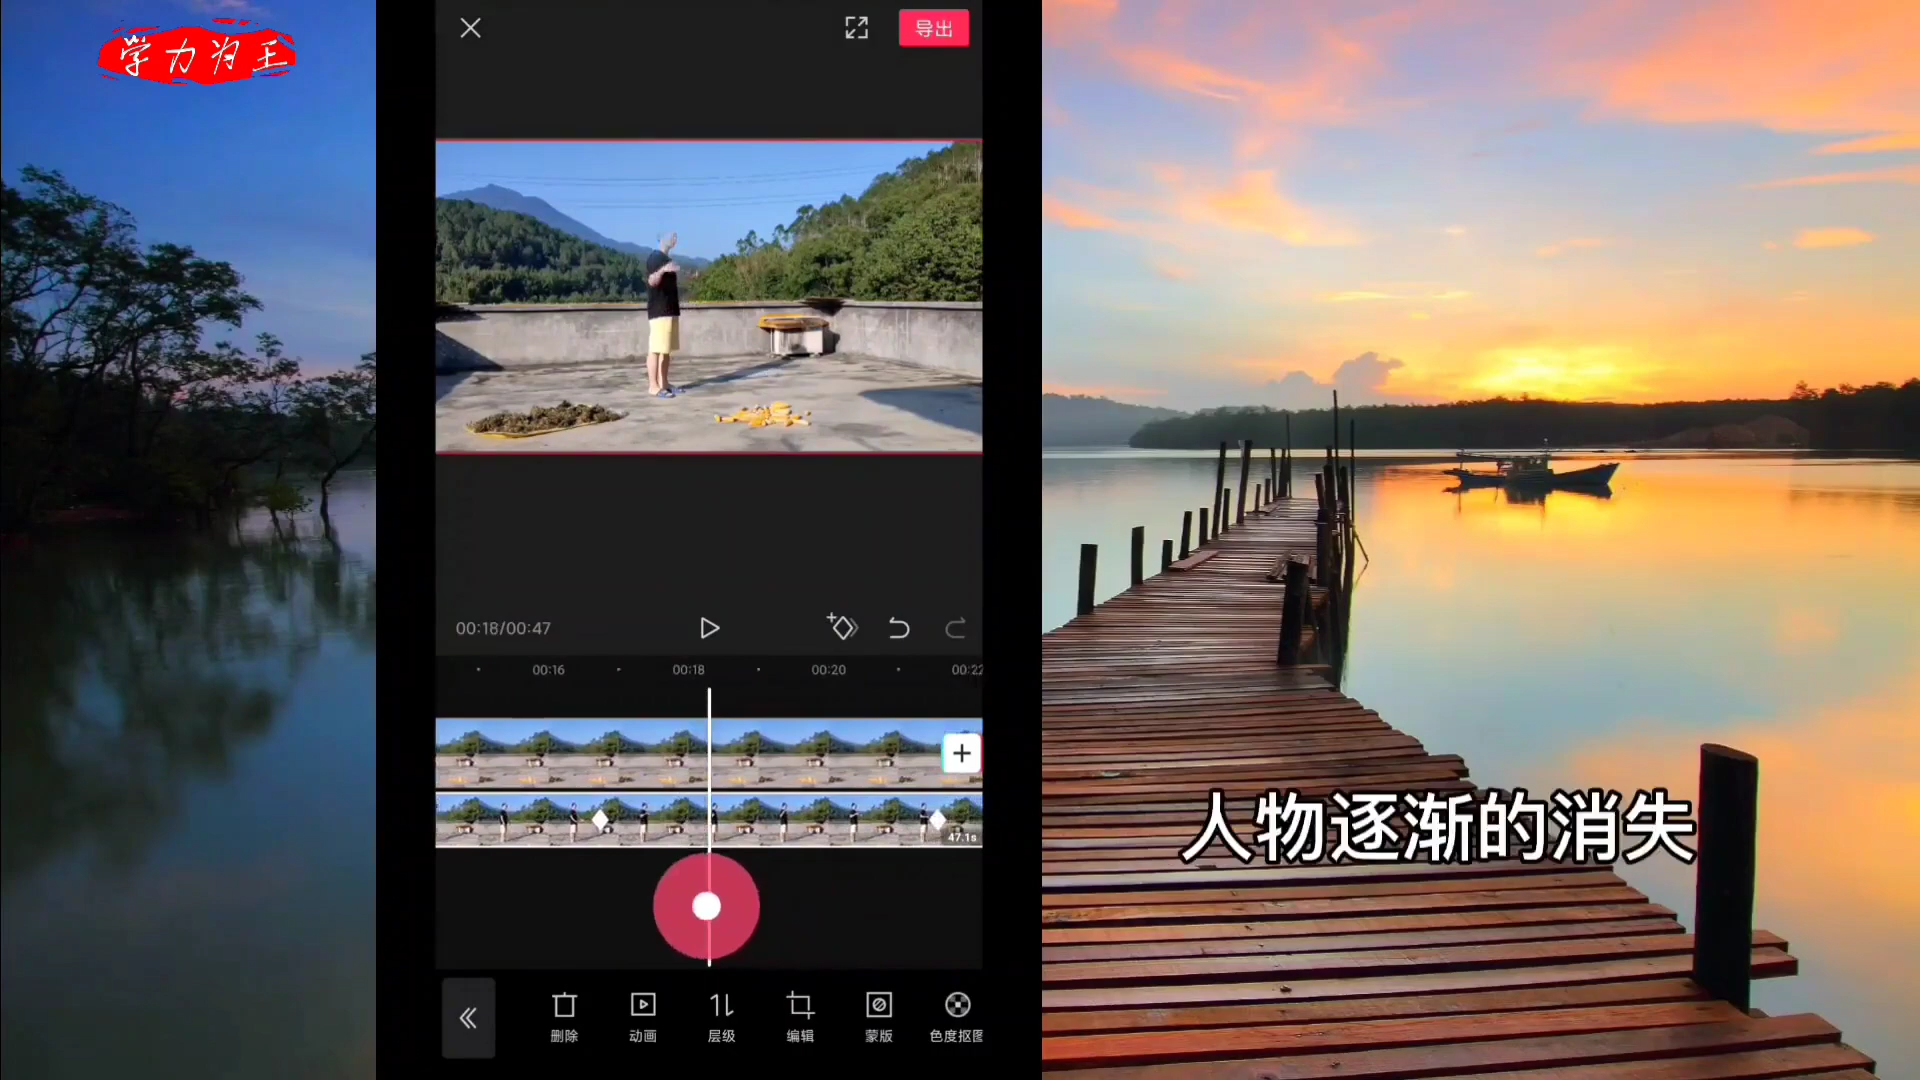 学力为王
导出
00:18/00:47
00:16
00:18
00:20
00:22
47.1s
人物逐渐的消失
删除
动画
层级
编辑
蒙版
色度抠图